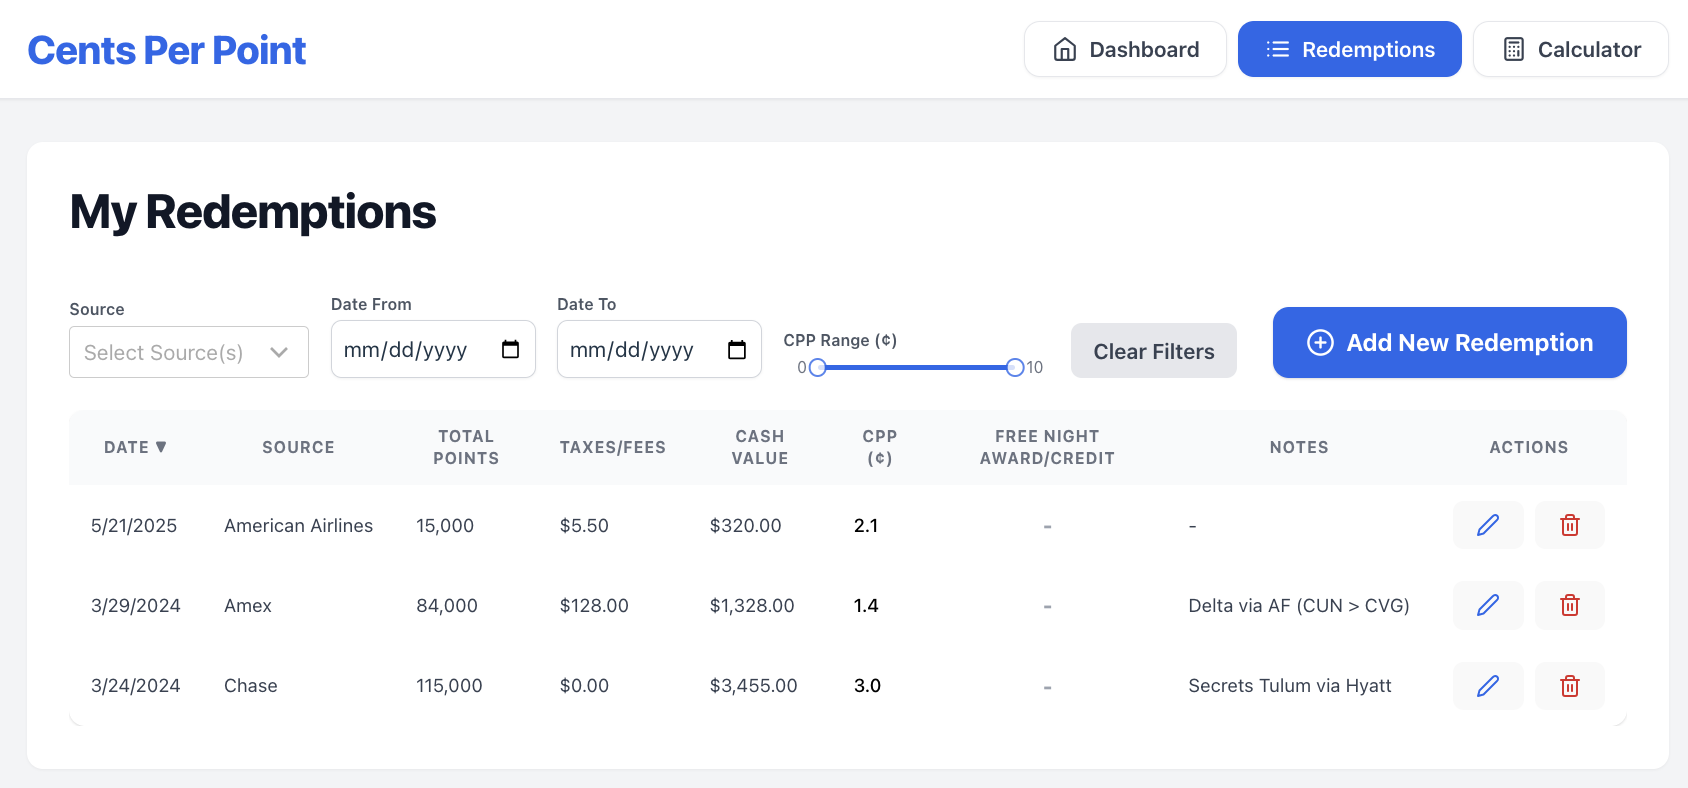 Cents Per Point
Dashboard
Redemptions
Calculator
My Redemptions
Source
Select Source(s)
Date From
mm/dd/yyyy
Date To
mm/dd/yyyy
CPP Range (¢)
0
10
Clear Filters
Add New Redemption
DATE ▼ SOURCE TOTAL POINTS TAXES/FEES CASH VALUE CPP (¢) FREE NIGHT AWARD/CREDIT NOTES ACTIONS
5/21/2025 American Airlines 15,000 $5.50 $320.00 2.1 - -
3/29/2024 Amex 84,000 $128.00 $1,328.00 1.4 - Delta via AF (CUN > CVG)
3/24/2024 Chase 115,000 $0.00 $3,455.00 3.0 - Secrets Tulum via Hyatt